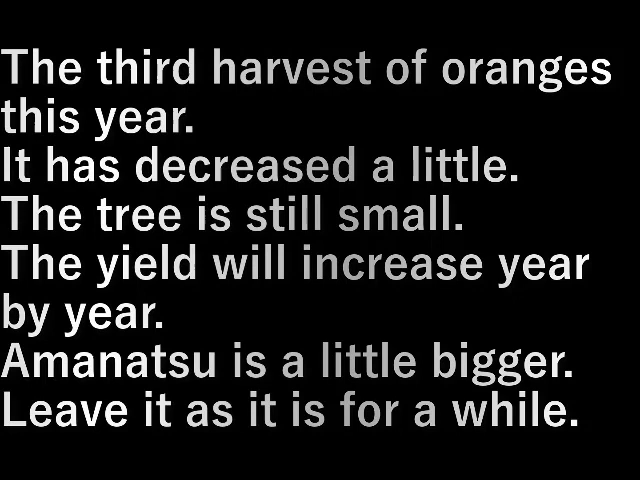 The third harvest of oranges
this year.
It has decreased a little.
The tree is still small.
The yield will increase year
by year.
Amanatsu is a little bigger.
Leave it as it is for a while.